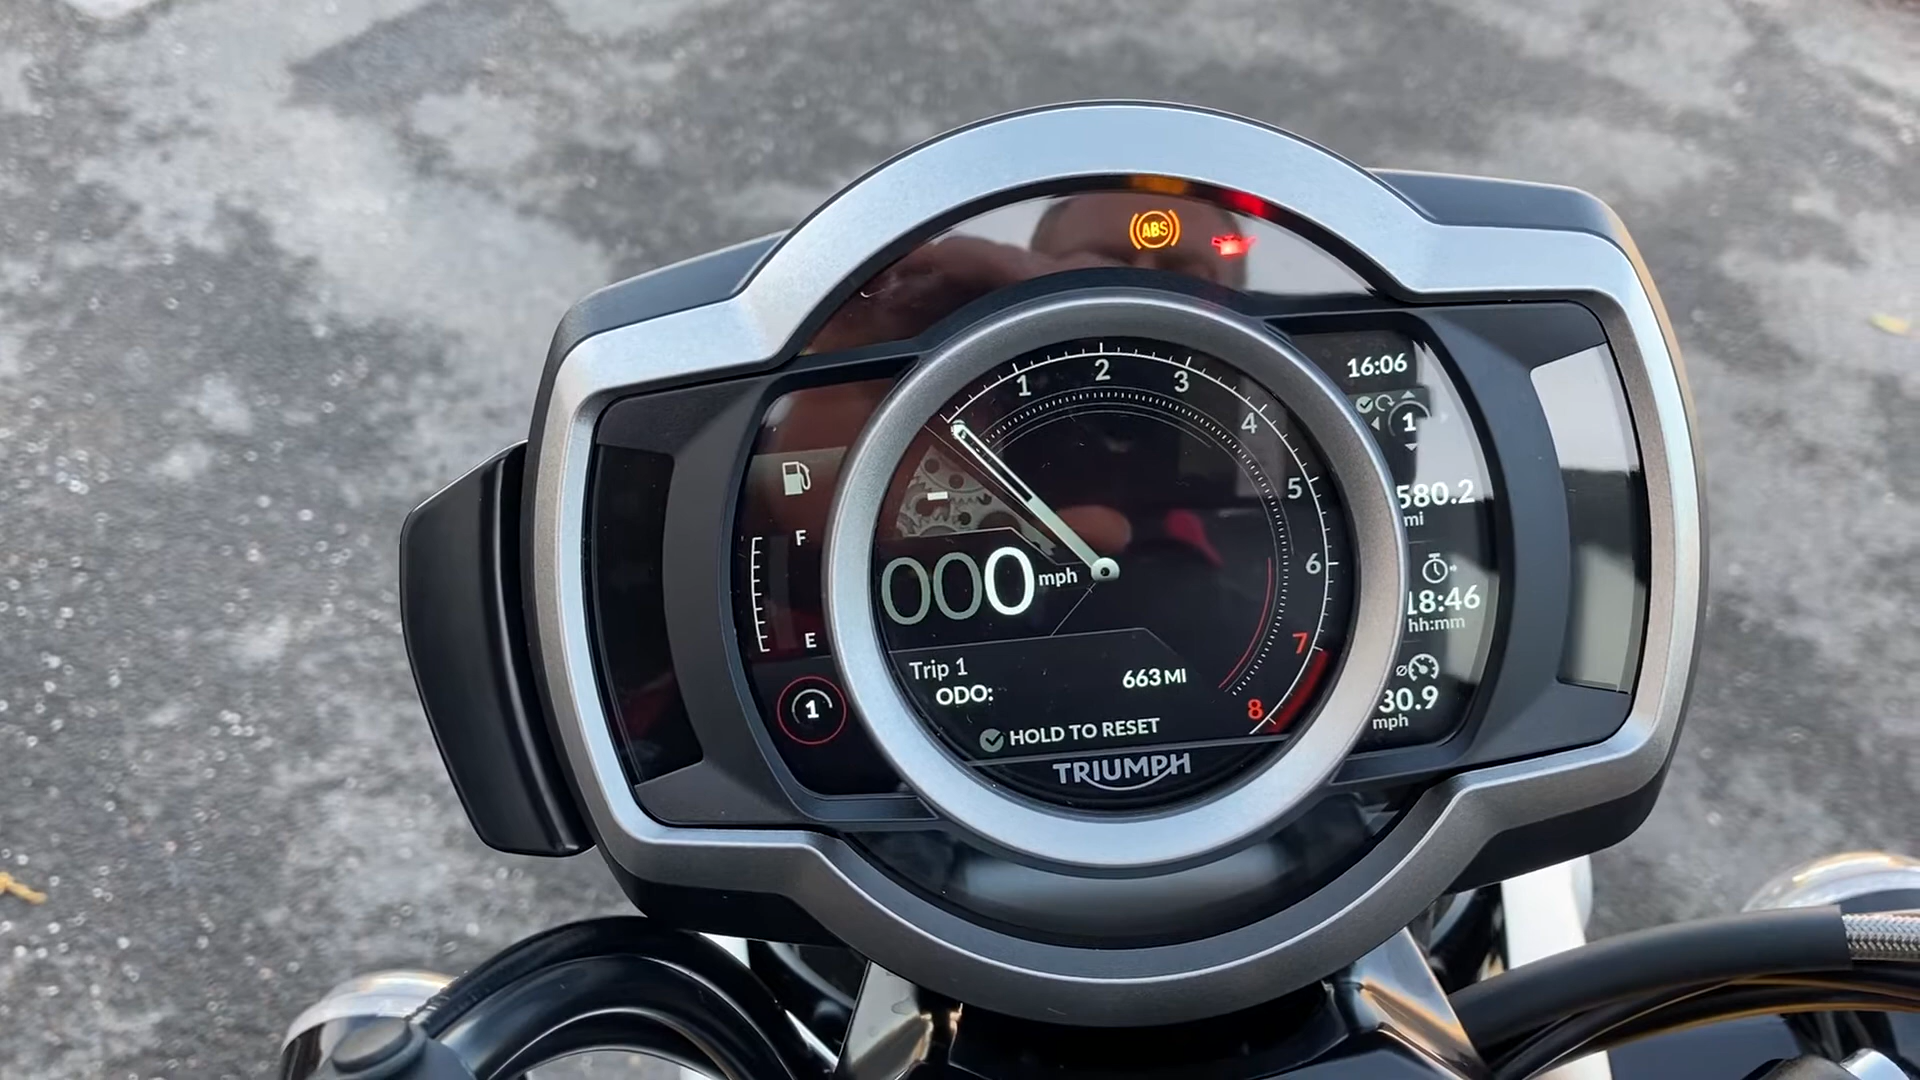 ABS
16:06
1
2
3
4
5
6
7
8
1
580.2
mi
F
E
000 mph
18:46
hh:mm
Trip 1
ODO: 663 MI
1
30.9
mph
HOLD TO RESET
TRIUMPH